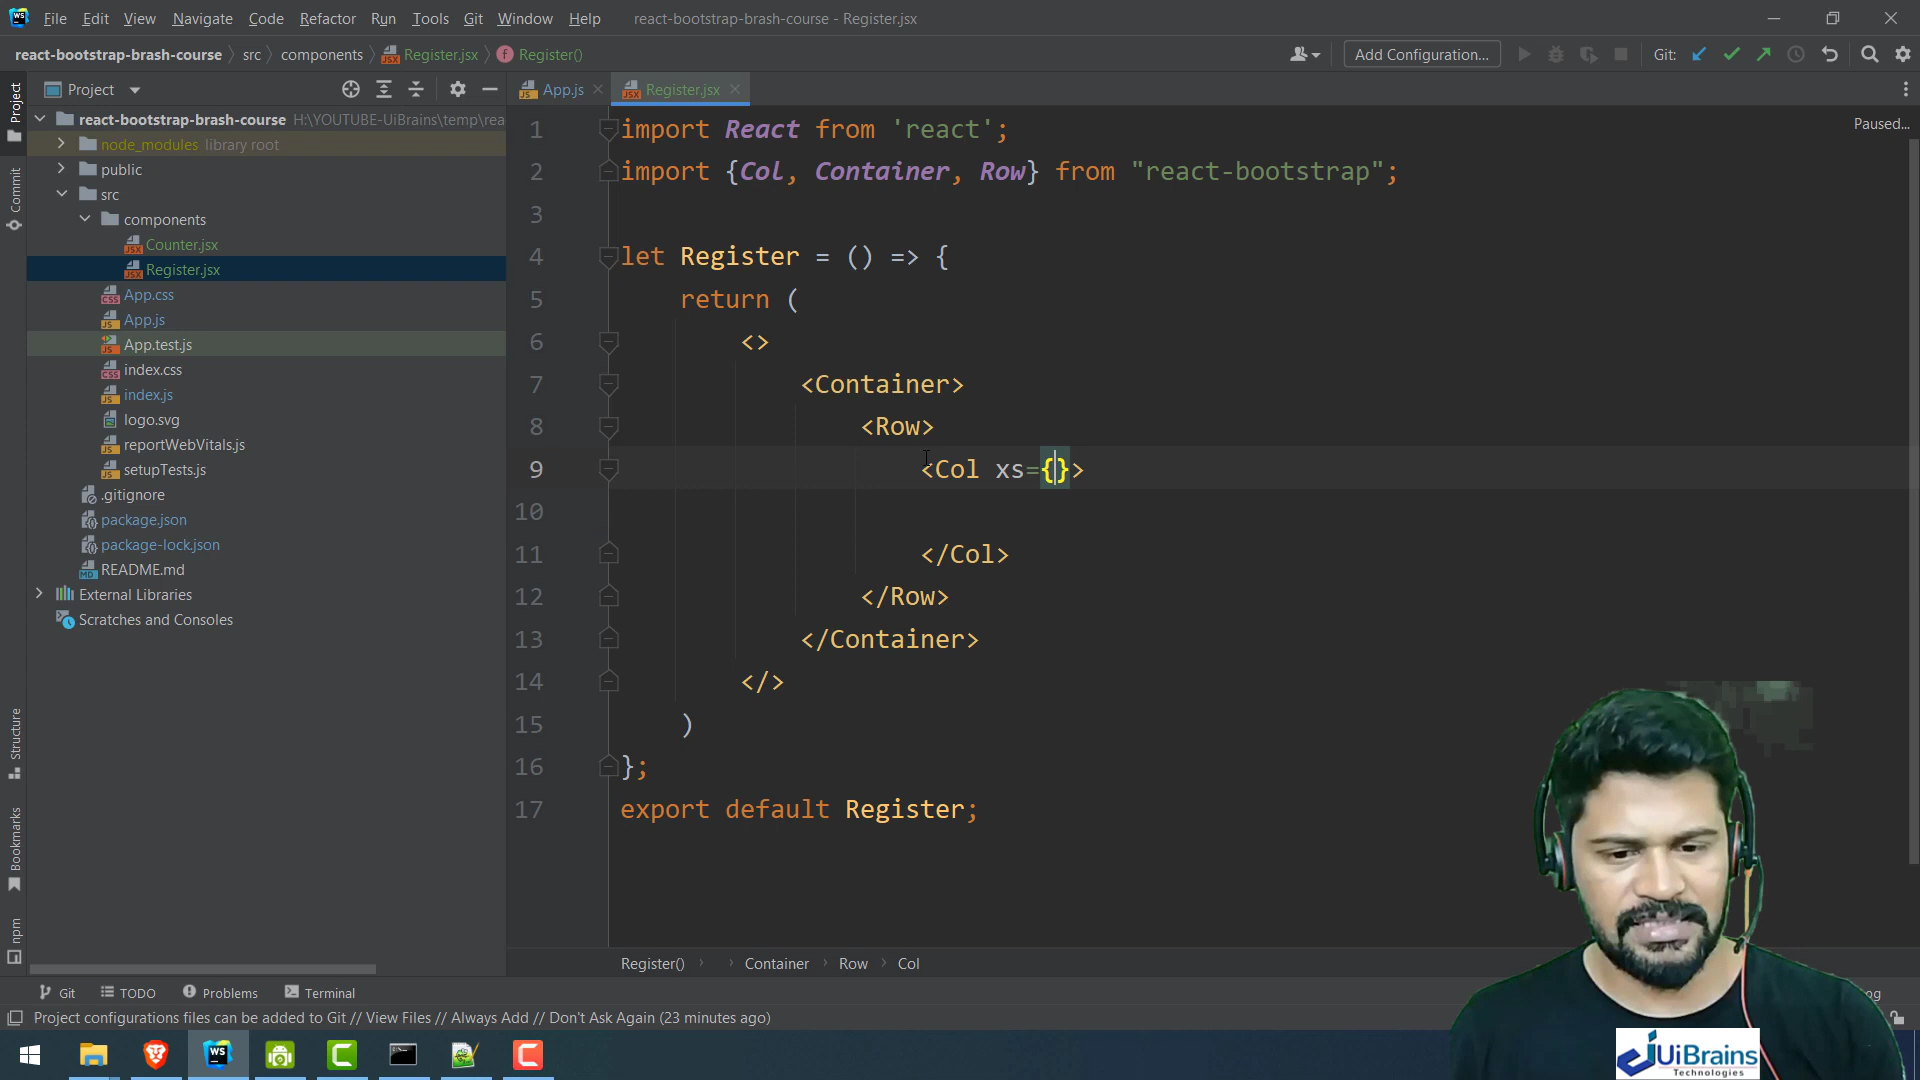 File Edit View Navigate Code Refactor Run Tools Git Window Help react-bootstrap-brash-course - Register.jsx
react-bootstrap-brash-course src components Register.jsx Register() Add Configuration... Git:
Project
App.js Register.jsx
Paused...
react-bootstrap-brash-course H:\YOUTUBE-UiBrains\temp\rea
node_modules library root
public
src
components
Counter.jsx
Register.jsx
App.css
App.js
App.test.js
index.css
index.js
logo.svg
reportWebVitals.js
setupTests.js
.gitignore
package.json
package-lock.json
README.md
External Libraries
Scratches and Consoles
Project
Commit
Structure
Bookmarks
npm
1 import React from 'react';
2 import {Col, Container, Row} from "react-bootstrap";
3
4 let Register = () => {
5 return (
6 <>
7 <Container>
8 <Row>
9 <Col xs={}>
10
11 </Col>
12 </Row>
13 </Container>
14 </>
15 )
16 };
17 export default Register;
Register() Container Row Col
Git TODO Problems Terminal
Project configurations files can be added to Git // View Files // Always Add // Don't Ask Again (23 minutes ago)
WS
UiBrains
Technologies